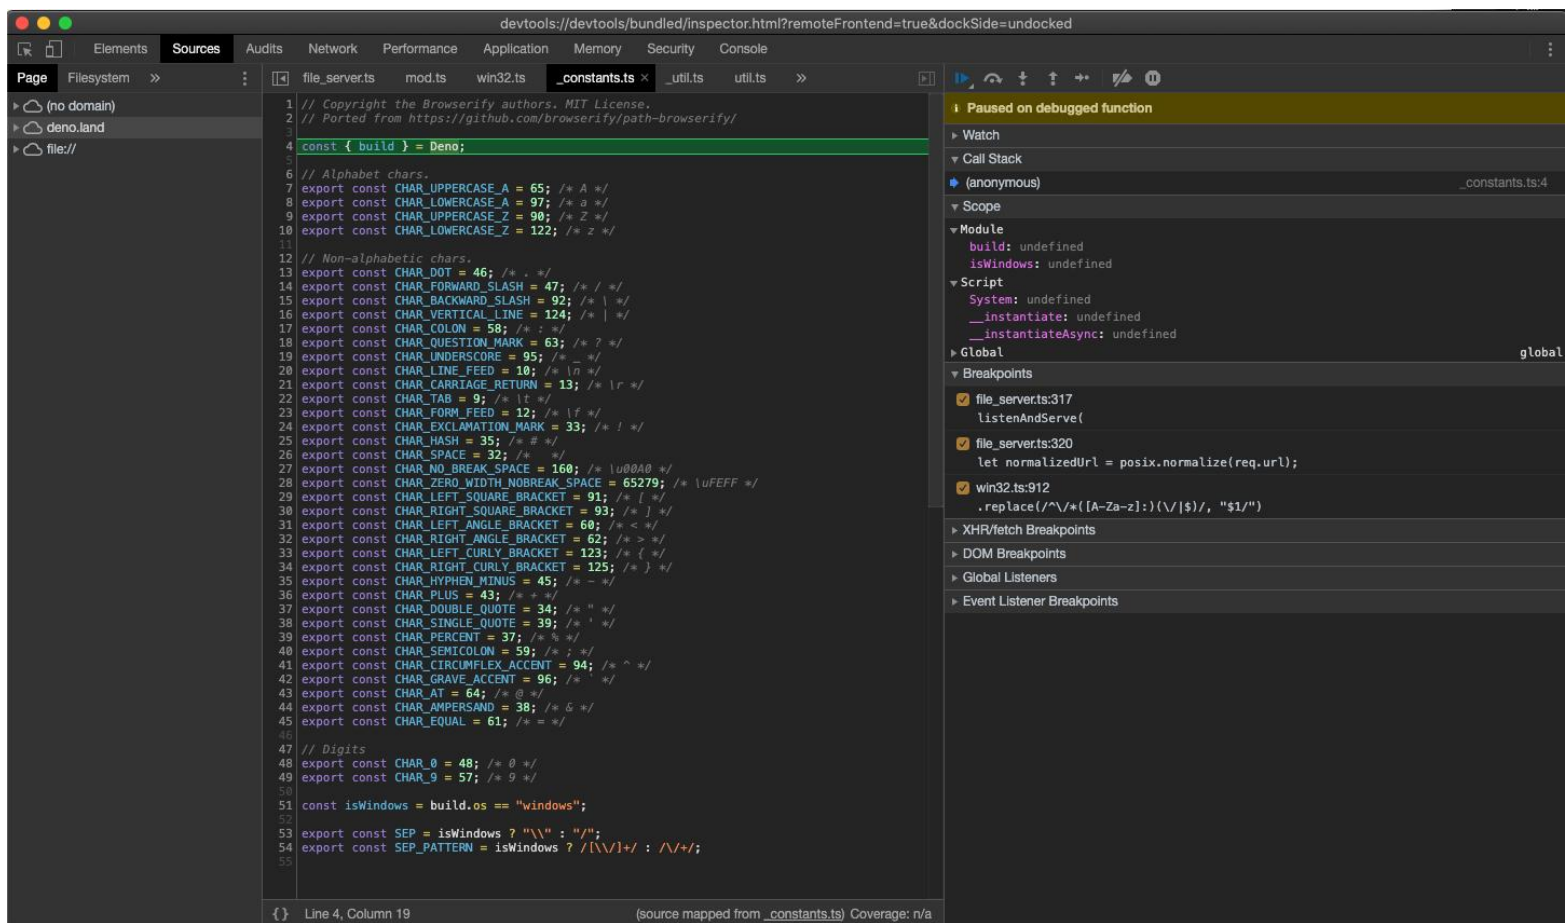 devtools://devtools/bundled/inspector.html?remoteFrontend=true&dockSide=undocked
Elements Sources Audits Network Performance Application Memory Security Console
Page Filesystem »
(no domain)
deno.land
file://
file_server.ts mod.ts win32.ts _constants.ts × _util.ts util.ts »
1 // Copyright the Browserify authors. MIT License.
2 // Ported from https://github.com/browserify/path-browserify/
3
4 const { build } = Deno;
5
6 // Alphabet chars.
7 export const CHAR_UPPERCASE_A = 65; /* A */
8 export const CHAR_LOWERCASE_A = 97; /* a */
9 export const CHAR_UPPERCASE_Z = 90; /* Z */
10 export const CHAR_LOWERCASE_Z = 122; /* z */
11
12 // Non-alphabetic chars.
13 export const CHAR_DOT = 46; /* . */
14 export const CHAR_FORWARD_SLASH = 47; /* / */
15 export const CHAR_BACKWARD_SLASH = 92; /* \ */
16 export const CHAR_VERTICAL_LINE = 124; /* | */
17 export const CHAR_COLON = 58; /* : */
18 export const CHAR_QUESTION_MARK = 63; /* ? */
19 export const CHAR_UNDERSCORE = 95; /* _ */
20 export const CHAR_LINE_FEED = 10; /* \n */
21 export const CHAR_CARRIAGE_RETURN = 13; /* \r */
22 export const CHAR_TAB = 9; /* \t */
23 export const CHAR_FORM_FEED = 12; /* \f */
24 export const CHAR_EXCLAMATION_MARK = 33; /* ! */
25 export const CHAR_HASH = 35; /* # */
26 export const CHAR_SPACE = 32; /*   */
27 export const CHAR_NO_BREAK_SPACE = 160; /* \u00A0 */
28 export const CHAR_ZERO_WIDTH_NOBREAK_SPACE = 65279; /* \uFEFF */
29 export const CHAR_LEFT_SQUARE_BRACKET = 91; /* [ */
30 export const CHAR_RIGHT_SQUARE_BRACKET = 93; /* ] */
31 export const CHAR_LEFT_ANGLE_BRACKET = 60; /* < */
32 export const CHAR_RIGHT_ANGLE_BRACKET = 62; /* > */
33 export const CHAR_LEFT_CURLY_BRACKET = 123; /* { */
34 export const CHAR_RIGHT_CURLY_BRACKET = 125; /* } */
35 export const CHAR_HYPHEN_MINUS = 45; /* - */
36 export const CHAR_PLUS = 43; /* + */
37 export const CHAR_DOUBLE_QUOTE = 34; /* " */
38 export const CHAR_SINGLE_QUOTE = 39; /* ' */
39 export const CHAR_PERCENT = 37; /* % */
40 export const CHAR_SEMICOLON = 59; /* ; */
41 export const CHAR_CIRCUMFLEX_ACCENT = 94; /* ^ */
42 export const CHAR_GRAVE_ACCENT = 96; /* ` */
43 export const CHAR_AT = 64; /* @ */
44 export const CHAR_AMPERSAND = 38; /* & */
45 export const CHAR_EQUAL = 61; /* = */
46
47 // Digits
48 export const CHAR_0 = 48; /* 0 */
49 export const CHAR_9 = 57; /* 9 */
50
51 const isWindows = build.os == "windows";
52
53 export const SEP = isWindows ? "\\" : "/";
54 export const SEP_PATTERN = isWindows ? /[\\/]+/ : /\/+/;
55
{} Line 4, Column 19 (source mapped from _constants.ts) Coverage: n/a
Paused on debugged function
Watch
Call Stack
(anonymous) _constants.ts:4
Scope
Module
build: undefined
isWindows: undefined
Script
System: undefined
__instantiate: undefined
__instantiateAsync: undefined
Global global
Breakpoints
file_server.ts:317
listenAndServe(
file_server.ts:320
let normalizedUrl = posix.normalize(req.url);
win32.ts:912
.replace(/^\/*([A-Za-z]:)(\/|$)/, "$1/")
XHR/fetch Breakpoints
DOM Breakpoints
Global Listeners
Event Listener Breakpoints